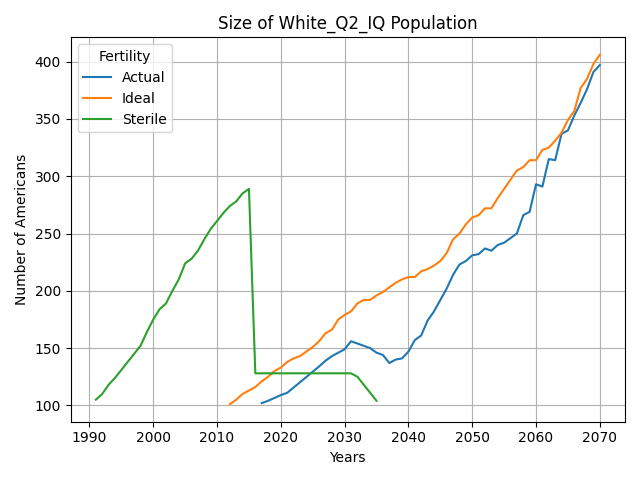 Size of White_Q2_IQ Population
Fertility
Actual
Ideal
Sterile
Number of Americans
400
350
300
250
200
150
100
1990 2000 2010 2020 2030 2040 2050 2060 2070
Years